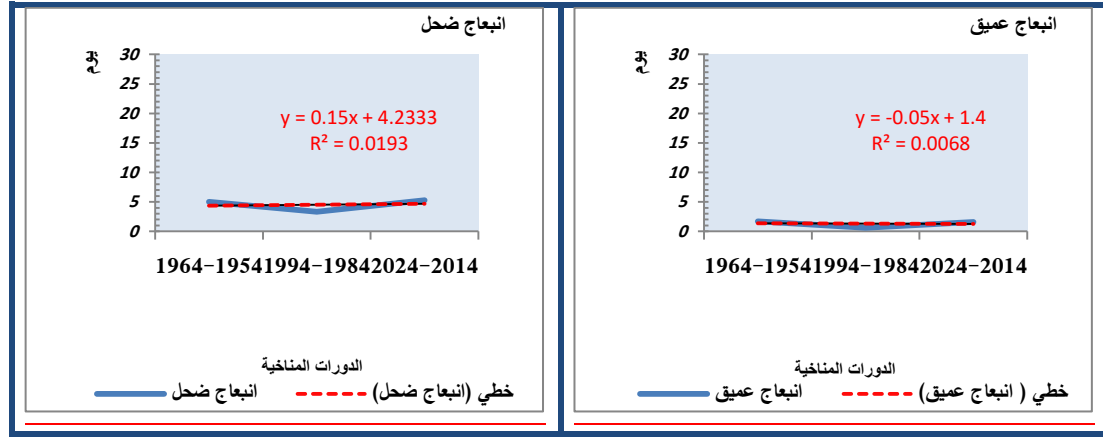 انبعاج عميق
يوم
30
25
20
15
10
5
0
y = -0.05x + 1.4
R² = 0.0068
1964-1954 1994-1984 2024-2014
الدورات المناخية
انبعاج عميق خطي ( انبعاج عميق)
انبعاج ضحل
يوم
30
25
20
15
10
5
0
y = 0.15x + 4.2333
R² = 0.0193
1964-1954 1994-1984 2024-2014
الدورات المناخية
انبعاج ضحل خطي (انبعاج ضحل)